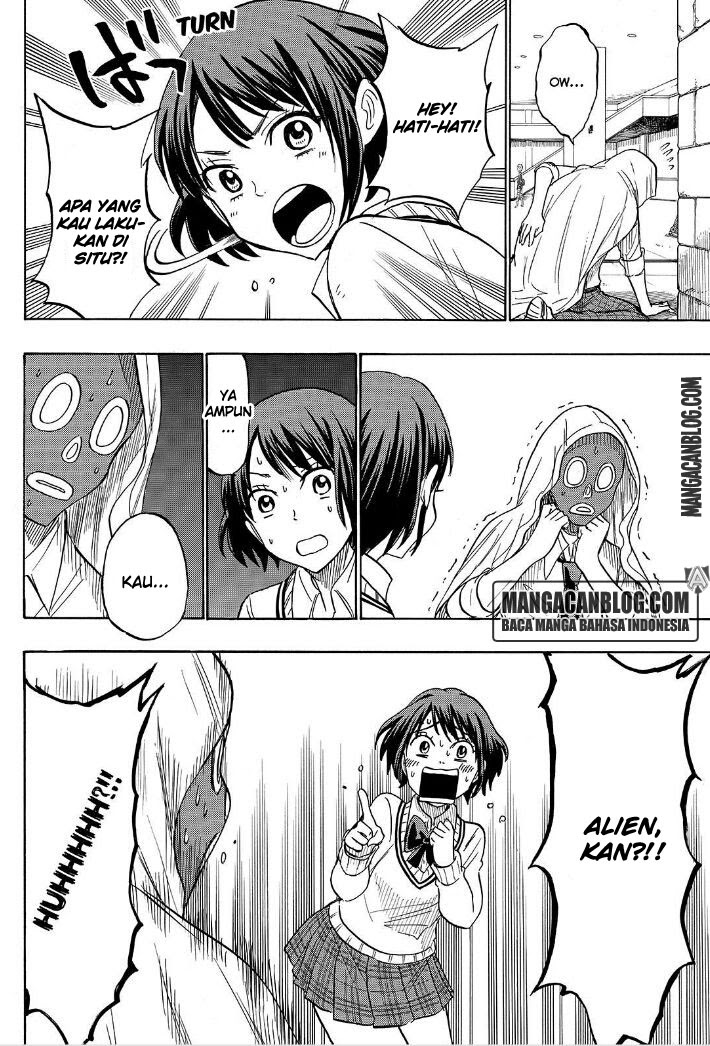 OW...
HEY!
HATI-HATI!
ばっ
TURN
APA YANG
KAU LAKU-
KAN DI
SITU?!
MANGACANBLOG.COM
YA
AMPUN
...
KAU...
MANGACANBLOG.COM
BACA MANGA BAHASA INDONESIA
ALIEN,
KAN?!!
HUHHHHHH?!!